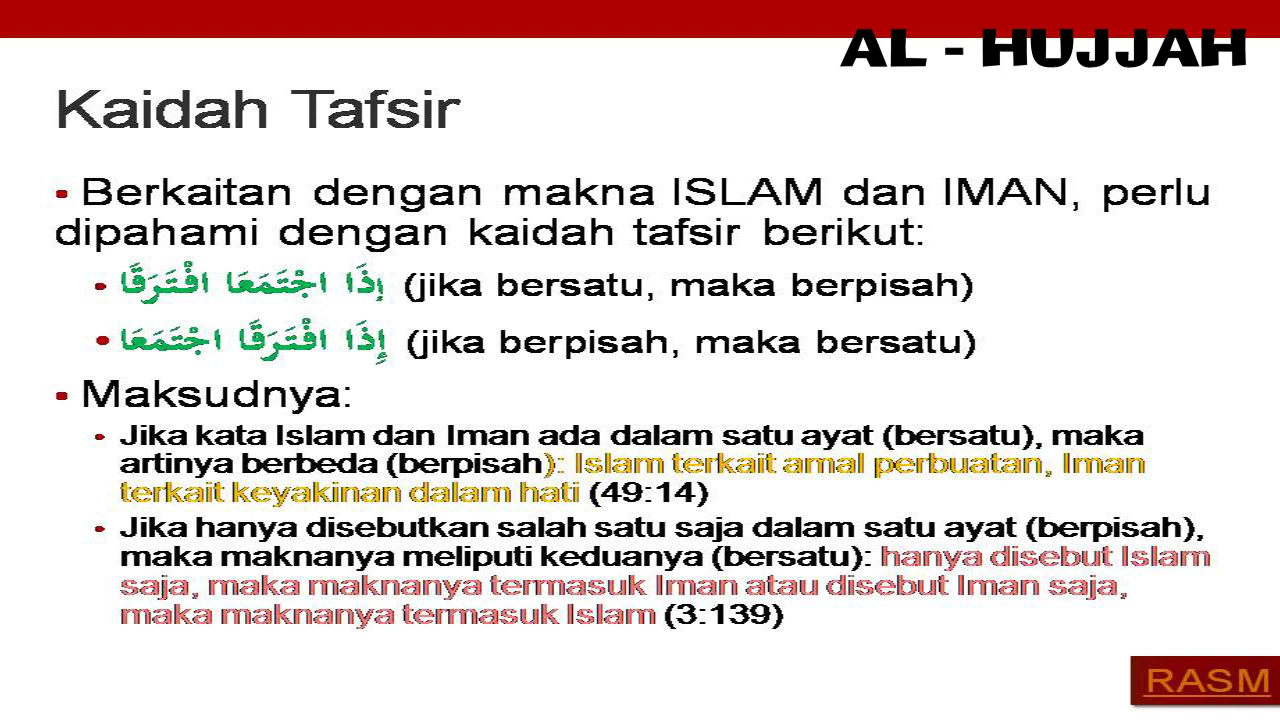 AL - HUJJAH
Kaidah Tafsir
• Berkaitan dengan makna ISLAM dan IMAN, perlu
dipahami dengan kaidah tafsir berikut:
• إِذَا اجْتَمَعَا افْتَرَقَا (jika bersatu, maka berpisah)
• إِذَا افْتَرَقَا اجْتَمَعَا (jika berpisah, maka bersatu)
• Maksudnya:
• Jika kata Islam dan Iman ada dalam satu ayat (bersatu), maka
artinya berbeda (berpisah): Islam terkait amal perbuatan, Iman
terkait keyakinan dalam hati (49:14)
• Jika hanya disebutkan salah satu saja dalam satu ayat (berpisah),
maka maknanya meliputi keduanya (bersatu): hanya disebut Islam
saja, maka maknanya termasuk Iman atau disebut Iman saja,
maka maknanya termasuk Islam (3:139)
RASM